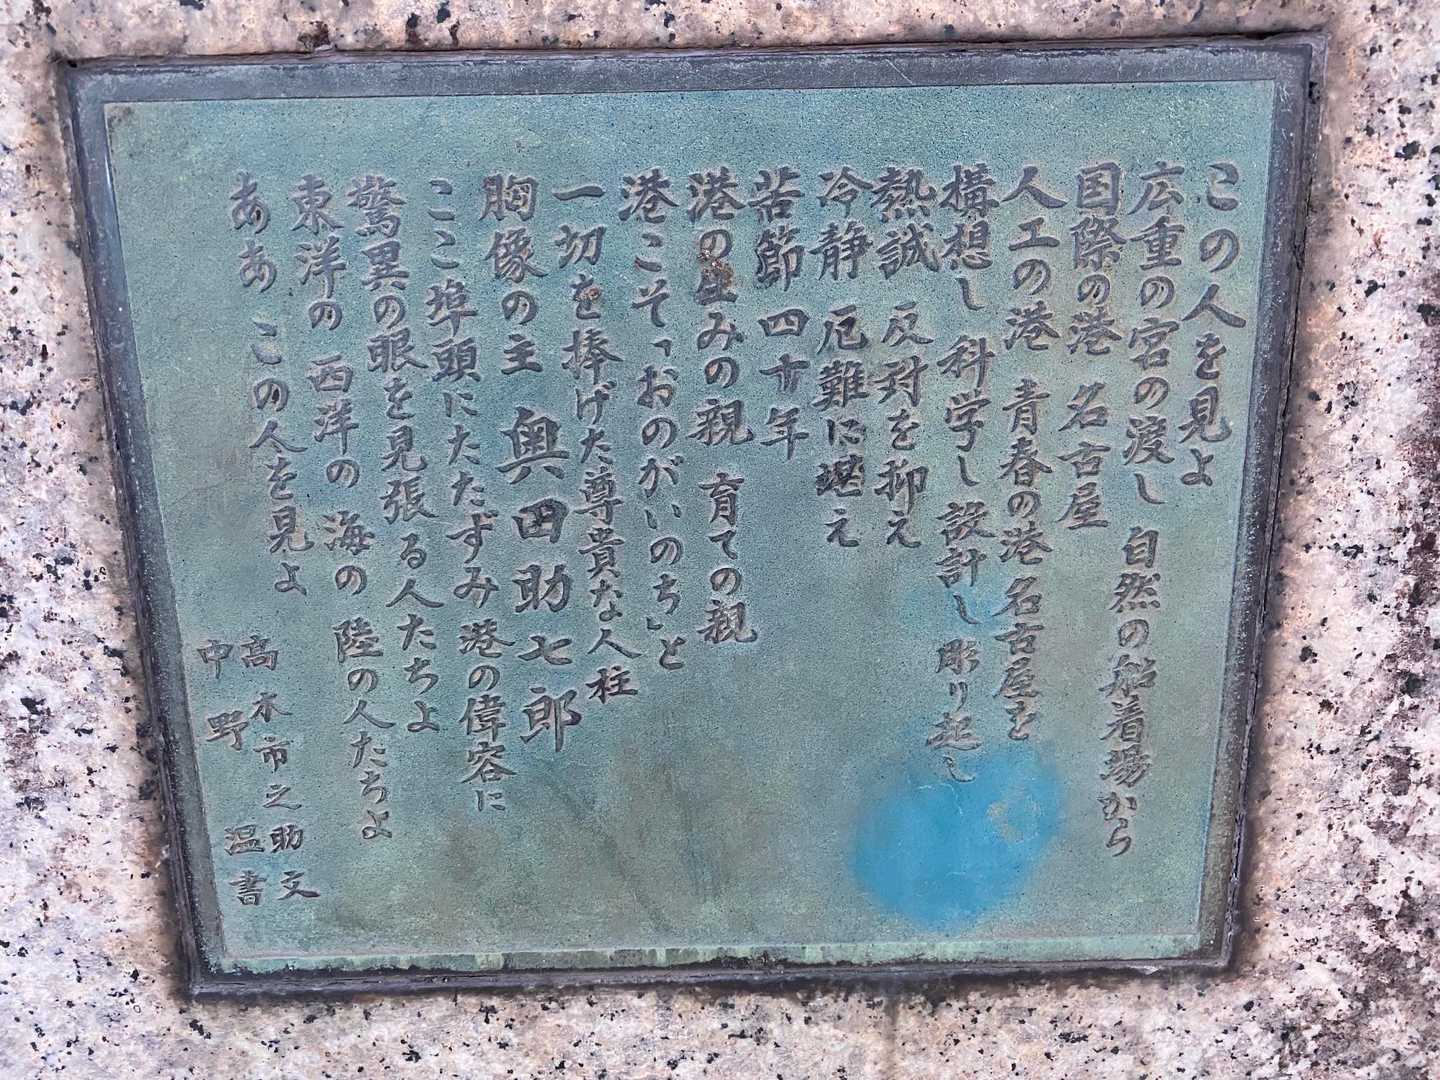 この人を見よ
広重の宮の渡し 自然の船着場から
国際の港 名古屋
人工の港 青春の港名古屋を
構想し 科学し 設計し 彫り起し
熱誠 反対を抑え
冷静 厄難に堪え
苦節四十年
港の生みの親 育ての親
港こそ「おのがいのち」と
一切を捧げた尊貴な人柱
胸像の主 奥田助七郎
ここ埠頭にたたずみ港の偉容に
驚異の眼を見張る人たちよ
東洋の 西洋の 海の 陸の人たちよ
ああ この人を見よ
高木市之助文
中野 温書